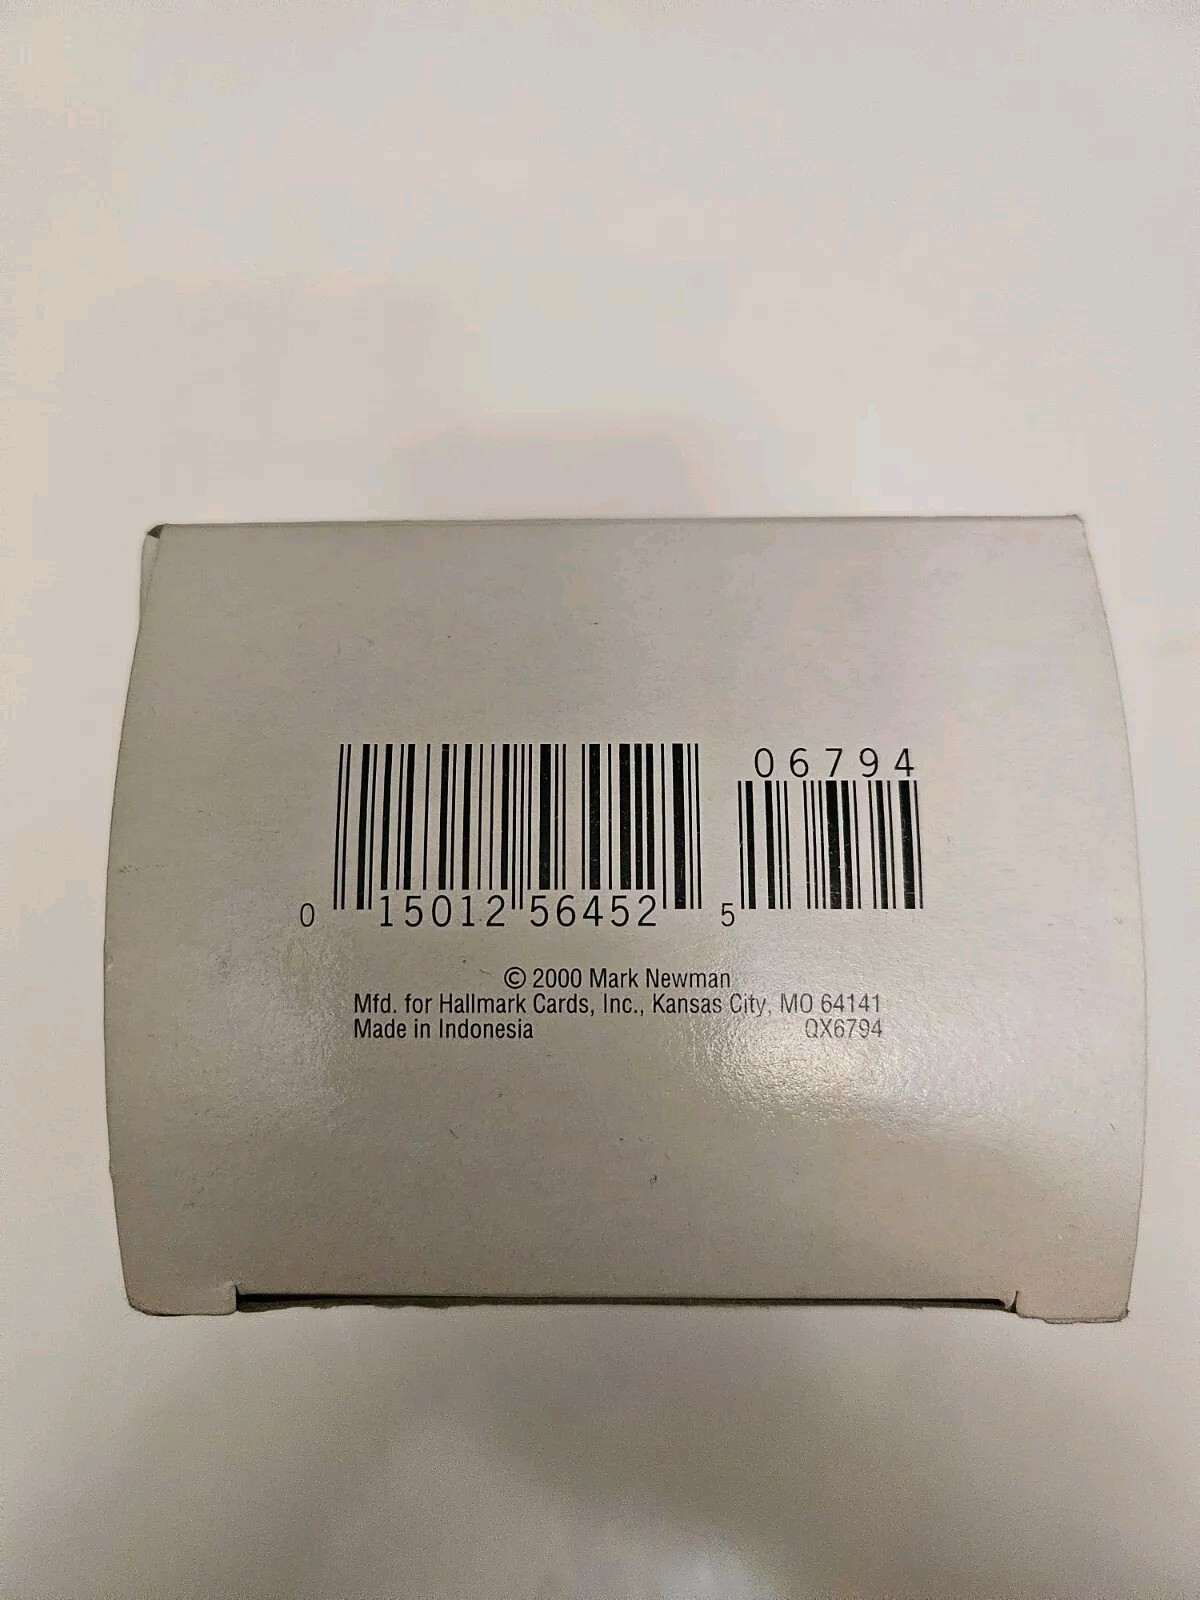 06794
0 15012 56452 5
© 2000 Mark Newman
Mfd. for Hallmark Cards, Inc., Kansas City, MO 64141
Made in Indonesia QX6794